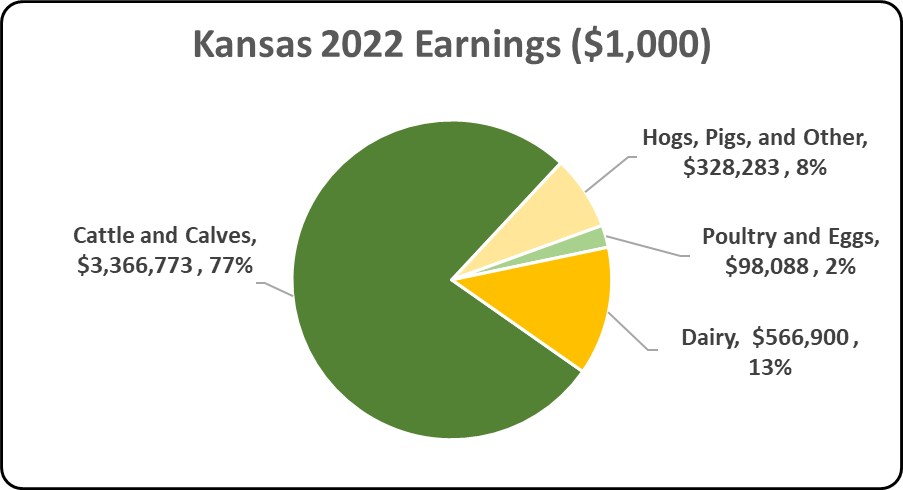 Kansas 2022 Earnings ($1,000)
Hogs, Pigs, and Other,
$328,283 , 8%
Cattle and Calves,
$3,366,773 , 77%
Poultry and Eggs,
$98,088 , 2%
Dairy,  $566,900 ,
13%